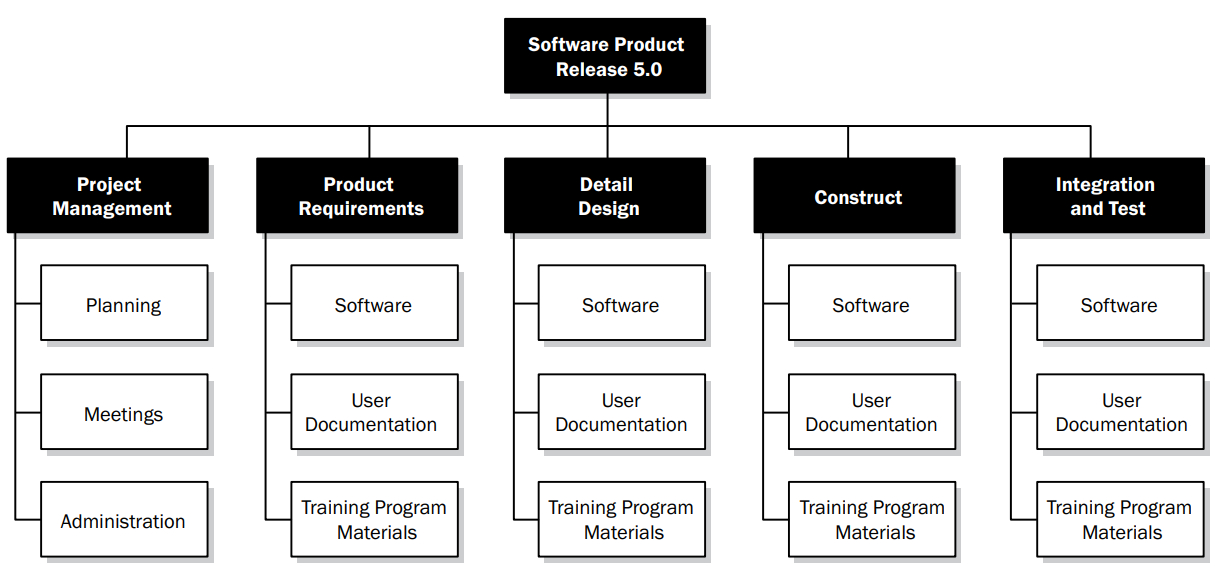 Software Product
Release 5.0
Project
Management
Product
Requirements
Detail
Design
Construct
Integration
and Test
Planning
Software
Software
Software
Software
Meetings
User
Documentation
User
Documentation
User
Documentation
User
Documentation
Administration
Training Program
Materials
Training Program
Materials
Training Program
Materials
Training Program
Materials